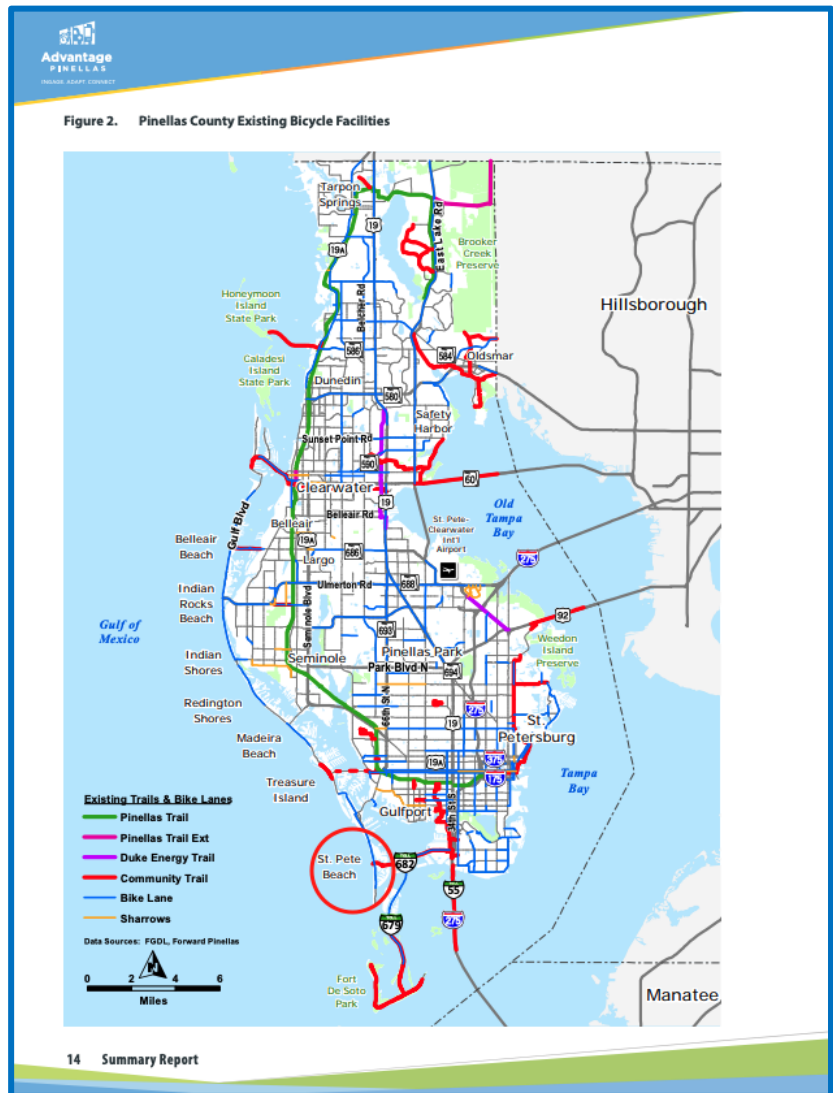 Advantage
PINELLAS
ENGAGE. ADAPT. CONNECT
Figure 2. Pinellas County Existing Bicycle Facilities
Tarpon
Springs
19
19A
East Lake Rd
Brooker
Creek
Preserve
Honeymoon
Island
State Park
Belcher Rd
Hillsborough
586
584
Oldsmar
Caladesi
Island
State Park
Dunedin
580
Safety
Harbor
Sunset Point Rd
590
Clearwater
60
19
Old
Tampa
Bay
Belleair Rd
Gulf Blvd
Belleair
St. Pete-
Clearwater
Int'l
Airport
19A
686
275
Belleair
Beach
Largo
Ulmerton Rd
688
Indian
Rocks
Beach
Seminole Blvd
92
Gulf of
Mexico
693
Weedon
Island
Preserve
Pinellas Park
Indian
Shores
Seminole
Park Blvd N
694
66th St N
Redington
Shores
19
275
St.
Petersburg
Madeira
Beach
19A
375
175
Tampa
Bay
Treasure
Island
Gulfport
34th St S
Existing Trails & Bike Lanes
Pinellas Trail
Pinellas Trail Ext
Duke Energy Trail
Community Trail
Bike Lane
Sharrows
St. Pete
Beach
682
55
679
275
Data Sources: FGDL, Forward Pinellas
N
0 2 4 6
Miles
Fort
De Soto
Park
Manatee
14 Summary Report